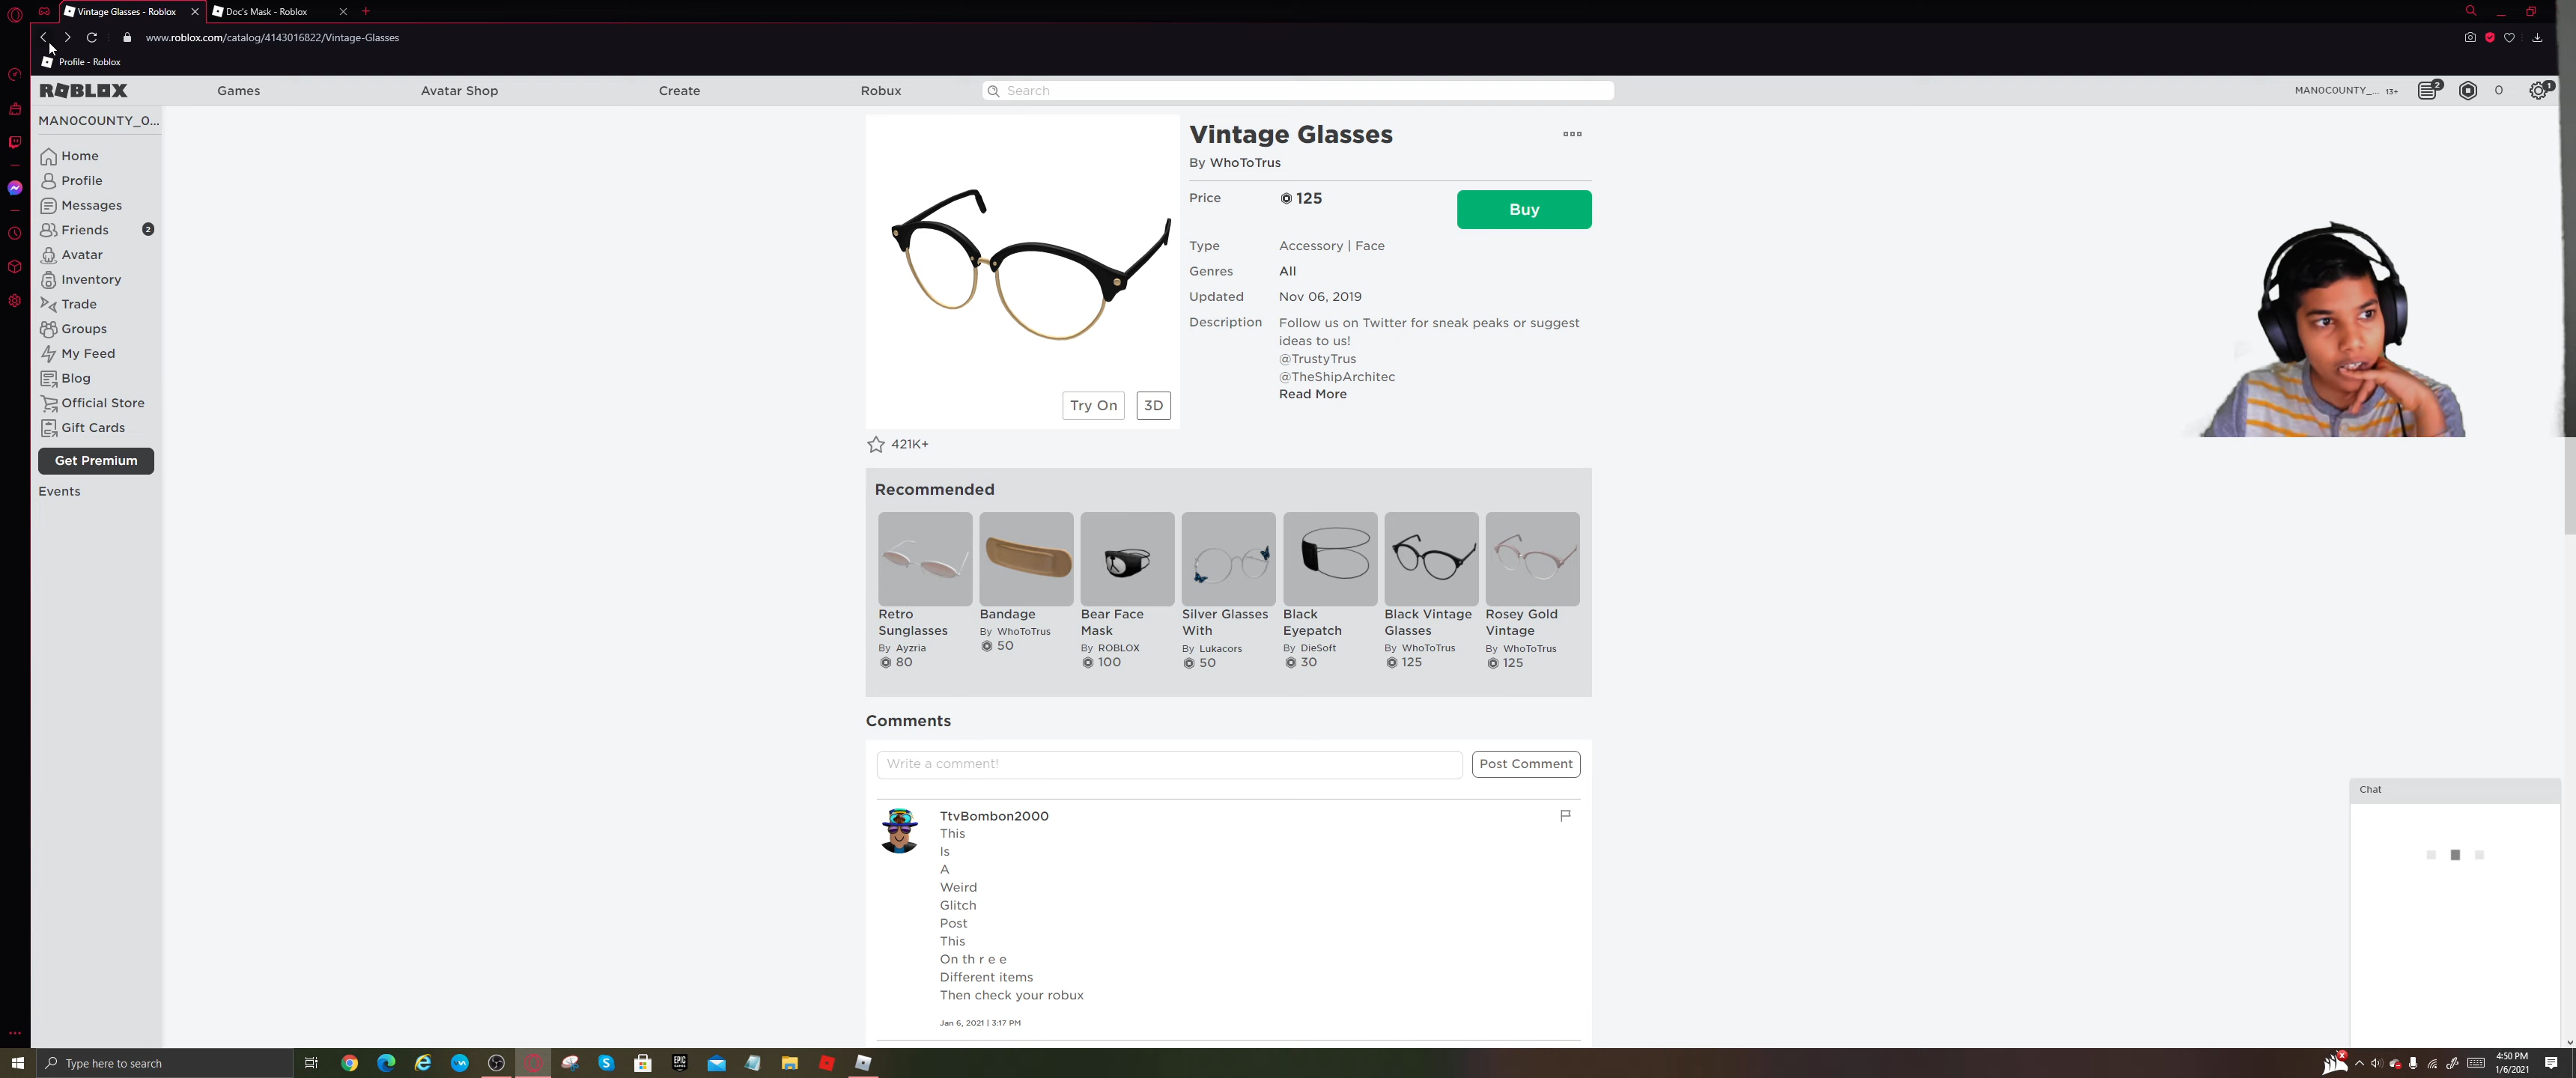 Vintage Glasses - Roblox
Doc's Mask - Roblox
www.roblox.com/catalog/4143016822/Vintage-Glasses
Profile - Roblox
ROBLOX
Games
Avatar Shop
Create
Robux
Search
MANOCOUNTY_... 13+
2
0
1
MANOCOUNTY_0...
Home
Profile
Messages
Friends 2
Avatar
Inventory
Trade
Groups
My Feed
Blog
Official Store
Gift Cards
Get Premium
Events
Vintage Glasses
By WhoToTrus
Price 125
Buy
Type Accessory | Face
Genres All
Updated Nov 06, 2019
Description Follow us on Twitter for sneak peaks or suggest
ideas to us!
@TrustyTrus
@TheShipArchitec
Read More
Try On
3D
421K+
Recommended
Retro
Sunglasses
By Ayzria
80
Bandage
By WhoToTrus
50
Bear Face
Mask
By ROBLOX
100
Silver Glasses
With
By Lukacors
50
Black
Eyepatch
By DieSoft
30
Black Vintage
Glasses
By WhoToTrus
125
Rosey Gold
Vintage
By WhoToTrus
125
Comments
Write a comment!
Post Comment
TtvBombon2000
This
Is
A
Weird
Glitch
Post
This
On th r e e
Different items
Then check your robux
Jan 6, 2021 | 3:17 PM
Chat
Type here to search
EPIC
GAMES
4:50 PM
1/6/2021